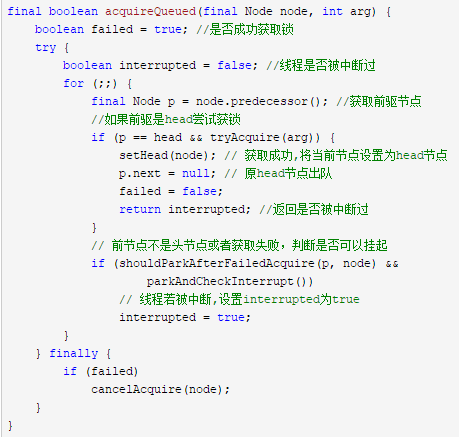 final boolean acquireQueued(final Node node, int arg) {
    boolean failed = true; //是否成功获取锁
    try {
        boolean interrupted = false; //线程是否被中断过
        for (;;) {
            final Node p = node.predecessor(); //获取前驱节点
            //如果前驱是head尝试获锁
            if (p == head && tryAcquire(arg)) {
                setHead(node); // 获取成功,将当前节点设置为head节点
                p.next = null; // 原head节点出队
                failed = false;
                return interrupted; //返回是否被中断过
            }
            // 前节点不是头节点或者获取失败，判断是否可以挂起
            if (shouldParkAfterFailedAcquire(p, node) &&
                    parkAndCheckInterrupt())
                // 线程若被中断,设置interrupted为true
                interrupted = true;
        }
    } finally {
        if (failed)
            cancelAcquire(node);
    }
}